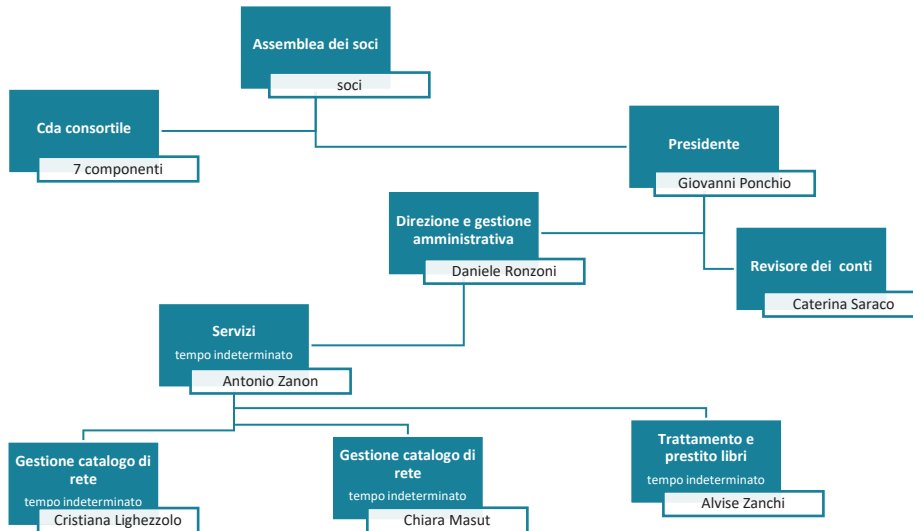 Assemblea dei soci
soci
Cda consortile
7 componenti
Presidente
Giovanni Ponchio
Direzione e gestione
amministrativa
Daniele Ronzoni
Revisore dei conti
Caterina Saraco
Servizi
tempo indeterminato
Antonio Zanon
Gestione catalogo di
rete
tempo indeterminato
Cristiana Lighezzolo
Gestione catalogo di
rete
tempo indeterminato
Chiara Masut
Trattamento e
prestito libri
tempo indeterminato
Alvise Zanchi